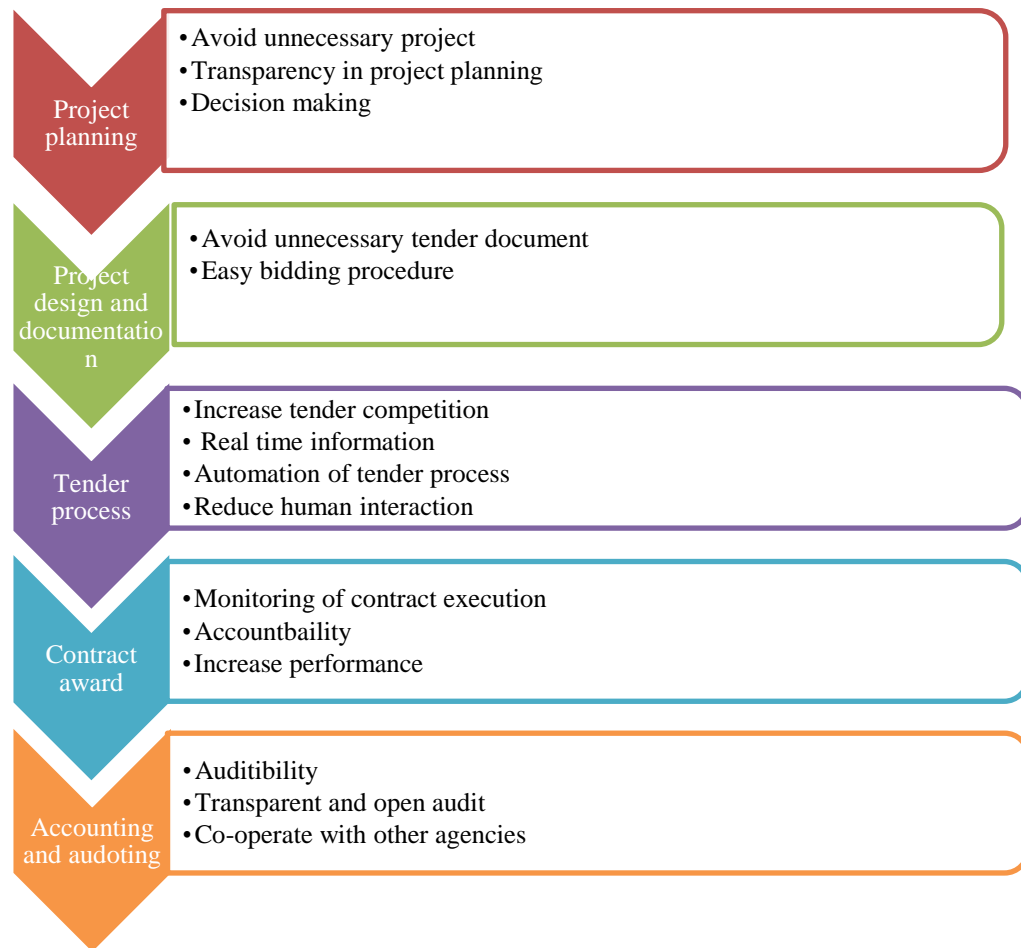 Project
planning
•Avoid unnecessary project
•Transparency in project planning
•Decision making
Project
design and
documentatio
n
•Avoid unnecessary tender document
•Easy bidding procedure
Tender
process
•Increase tender competition
• Real time information
•Automation of tender process
•Reduce human interaction
Contract
award
•Monitoring of contract execution
•Accountbaility
•Increase performance
Accounting
and audoting
•Auditibility
•Transparent and open audit
•Co-operate with other agencies